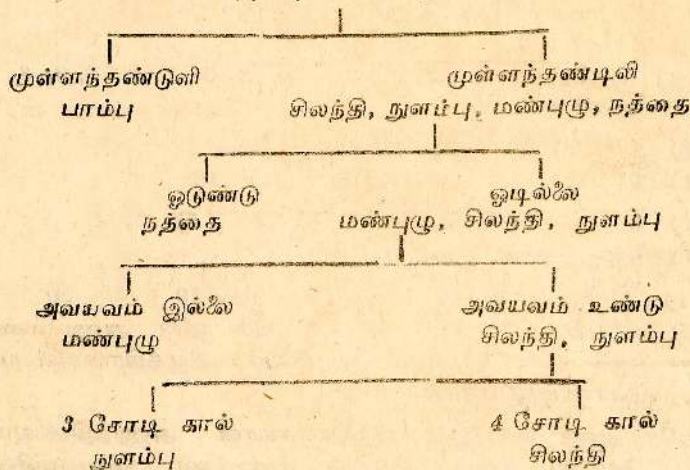 முள்ளந்தண்டுளி முள்ளந்தண்டிலி
பாம்பு சிலந்தி, நுளம்பு, மண்புழு, நத்தை
ஓடுண்டு ஓடில்லை
நத்தை மண்புழு, சிலந்தி, நுளம்பு
அவயவம் இல்லை அவயவம் உண்டு
மண்புழு சிலந்தி, நுளம்பு
3 சோடி கால் 4 சோடி கால்
நுளம்பு சிலந்தி